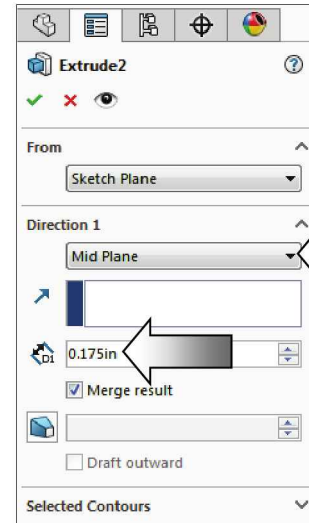 Extrude2
From
Sketch Plane
Direction 1
Mid Plane
D1 0.175in
Merge result
Draft outward
Selected Contours